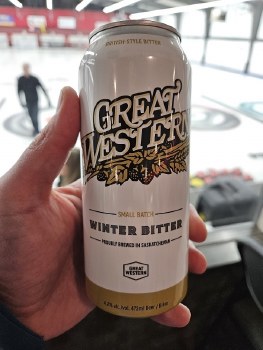 BRITISH STYLE BITTER
GREAT
WESTERN
SMALL BATCH
WINTER BITTER
PROUDLY BREWED IN SASKATCHEWAN
GREAT
WESTERN